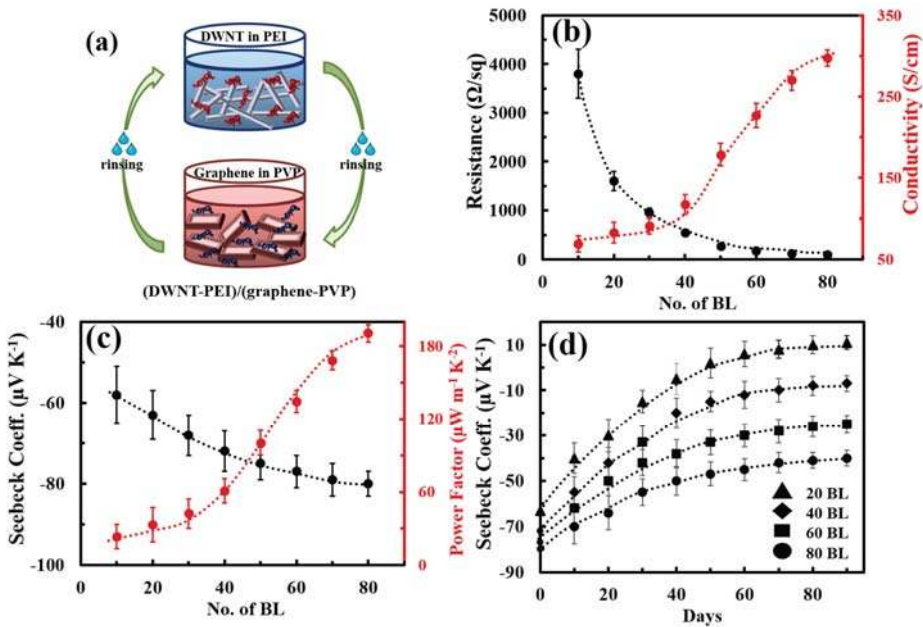 (a)
DWNT in PEI
rinsing
rinsing
Graphene in PVP
(DWNT-PEI)/(graphene-PVP)
(b)
Resistance (Ω/sq)
5000
4000
3000
2000
1000
0
Conductivity (S/cm)
350
250
150
50
0 20 40 60 80
No. of BL
(c)
Seebeck Coeff. (µV K⁻¹)
-40
-60
-80
-100
Power Factor (µW m⁻¹ K⁻²)
180
120
60
0
0 20 40 60 80
No. of BL
(d)
Seebeck Coeff. (µV K⁻¹)
10
-10
-30
-50
-70
-90
20 BL
40 BL
60 BL
80 BL
0 20 40 60 80
Days